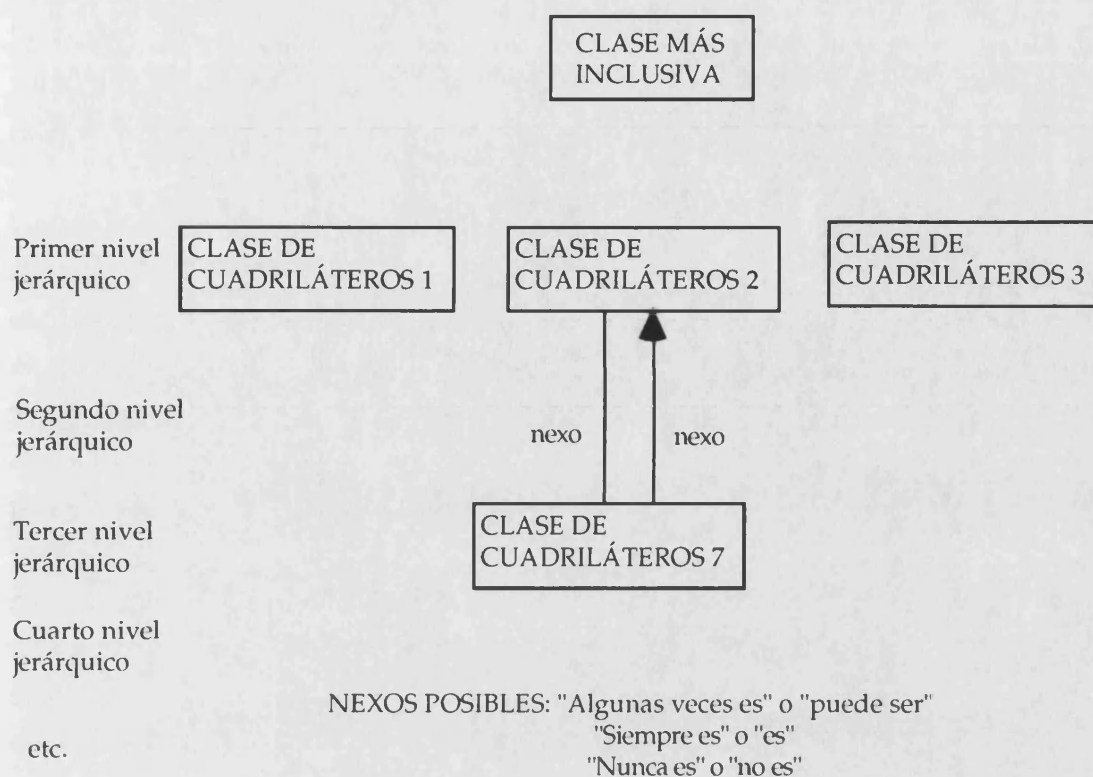 CLASE MÁS
INCLUSIVA
Primer nivel
jerárquico
CLASE DE
CUADRILÁTEROS 1
CLASE DE
CUADRILÁTEROS 2
CLASE DE
CUADRILÁTEROS 3
Segundo nivel
jerárquico
nexo
nexo
Tercer nivel
jerárquico
CLASE DE
CUADRILÁTEROS 7
Cuarto nivel
jerárquico
NEXOS POSIBLES: "Algunas veces es" o "puede ser"
"Siempre es" o "es"
etc.
"Nunca es" o "no es"